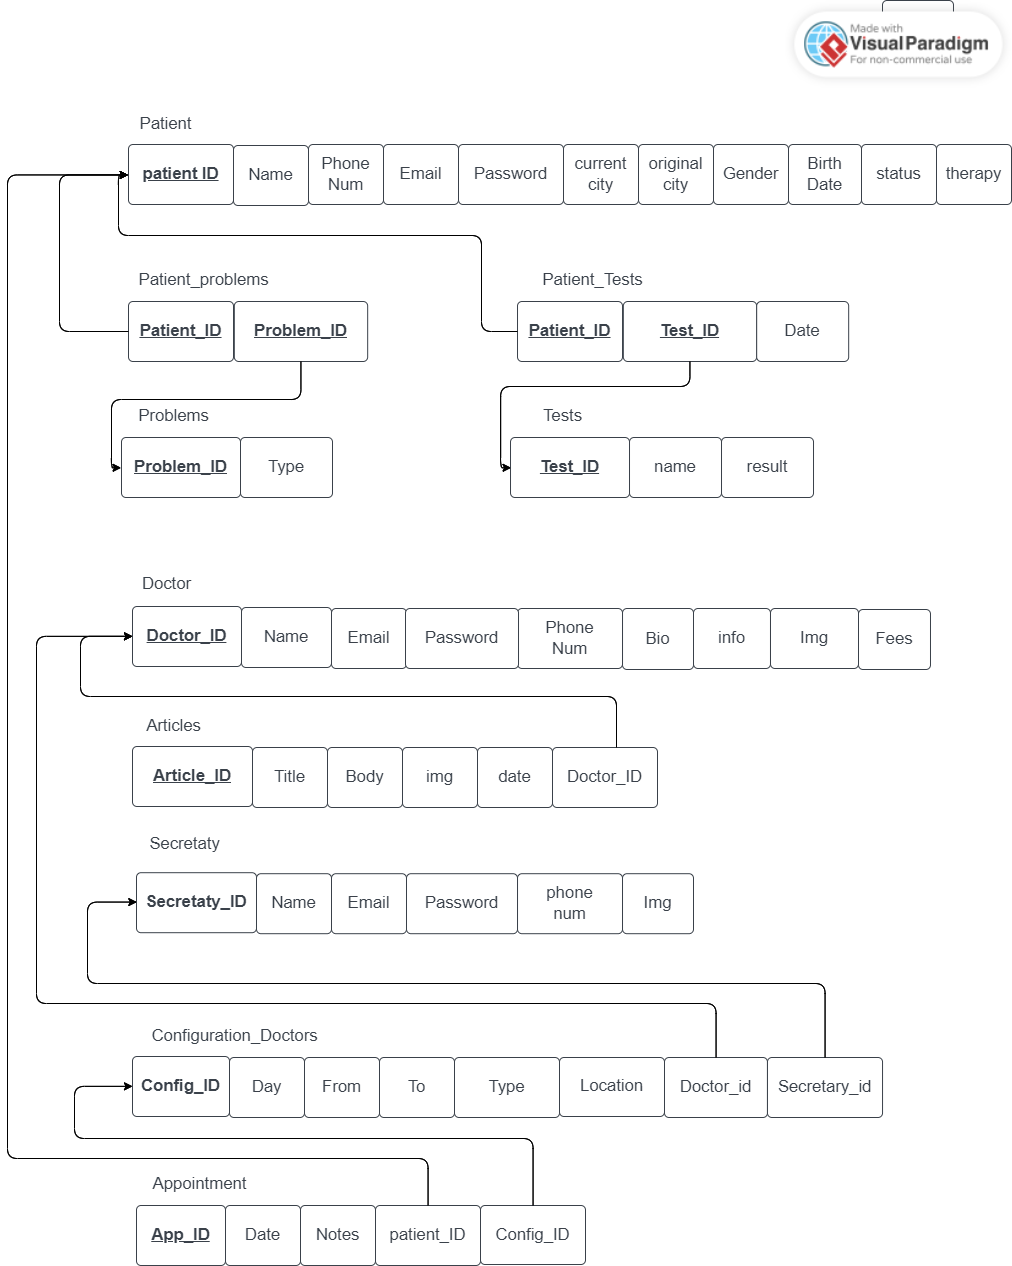 Made with
Visual Paradigm
For non-commercial use
Patient
patient ID
Name
Phone
Num
Email
Password
current
city
original
city
Gender
Birth
Date
status
therapy
Patient_problems
Patient_ID
Problem_ID
Patient_Tests
Patient_ID
Test_ID
Date
Problems
Problem_ID
Type
Tests
Test_ID
name
result
Doctor
Doctor_ID
Name
Email
Password
Phone
Num
Bio
info
Img
Fees
Articles
Article_ID
Title
Body
img
date
Doctor_ID
Secretaty
Secretaty_ID
Name
Email
Password
phone
num
Img
Configuration_Doctors
Config_ID
Day
From
To
Type
Location
Doctor_id
Secretary_id
Appointment
App_ID
Date
Notes
patient_ID
Config_ID